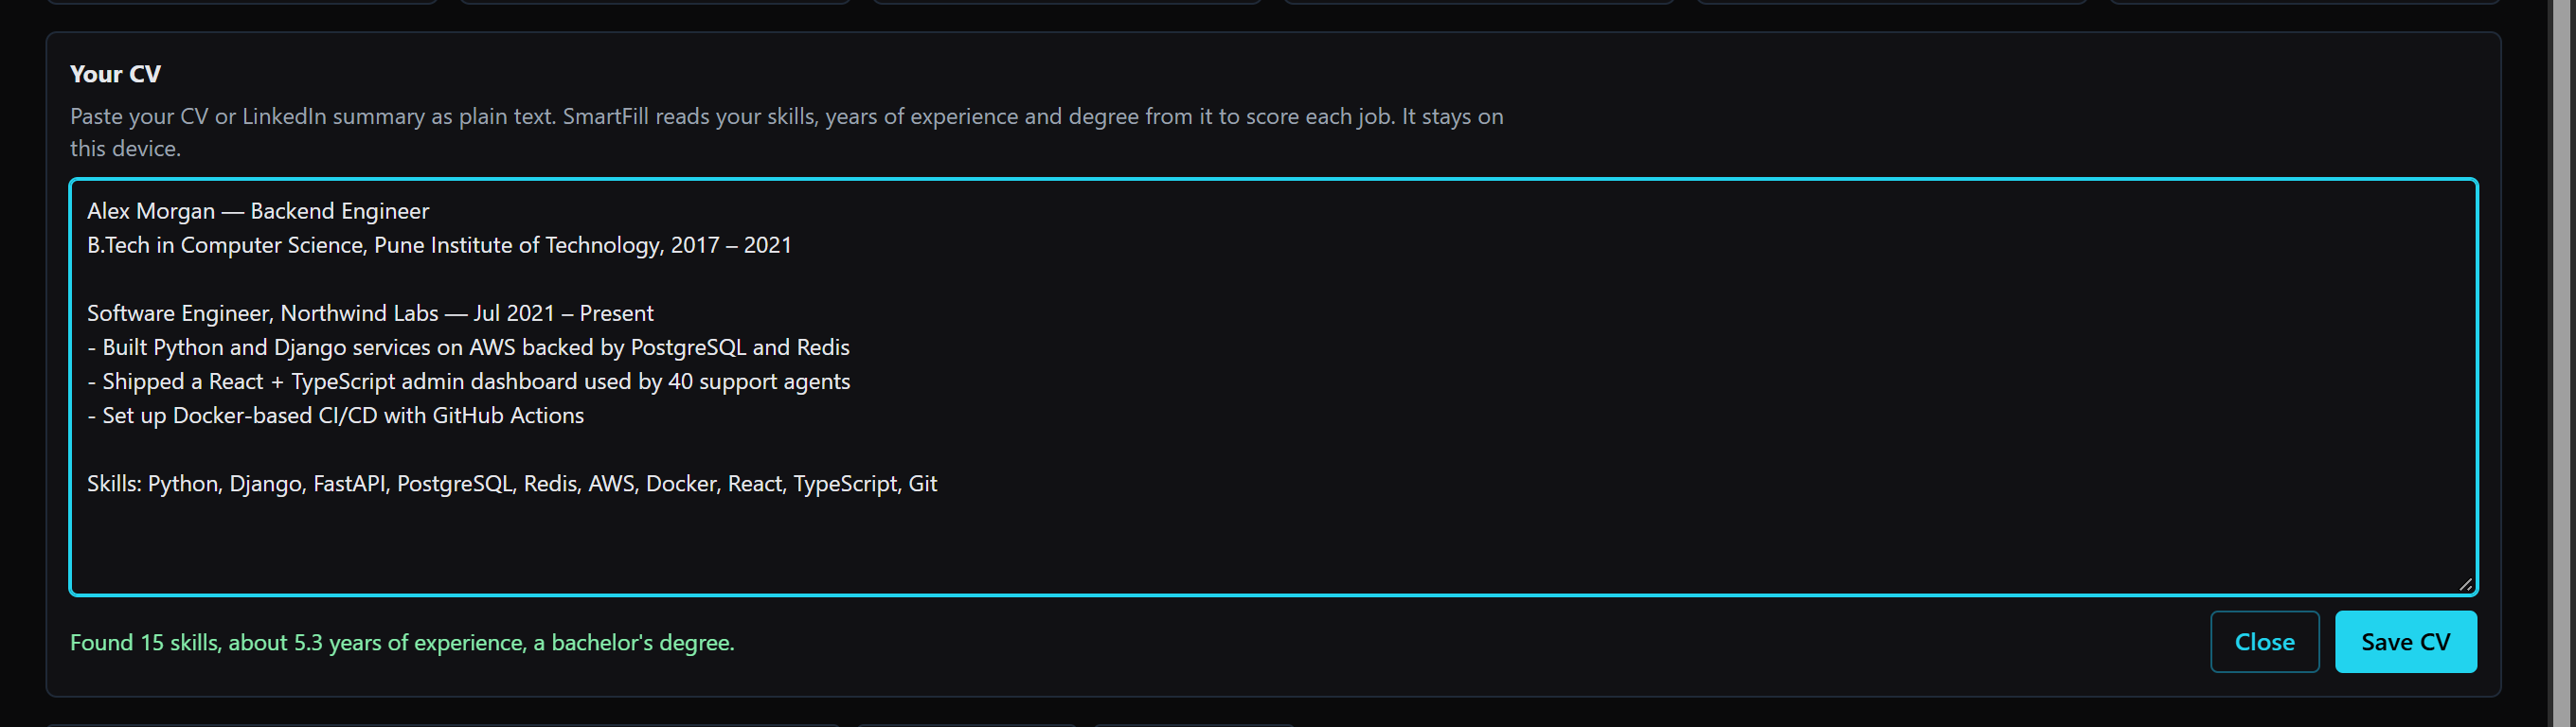 Your CV
Paste your CV or LinkedIn summary as plain text. SmartFill reads your skills, years of experience and degree from it to score each job. It stays on
this device.
Alex Morgan — Backend Engineer
B.Tech in Computer Science, Pune Institute of Technology, 2017 – 2021
Software Engineer, Northwind Labs — Jul 2021 – Present
- Built Python and Django services on AWS backed by PostgreSQL and Redis
- Shipped a React + TypeScript admin dashboard used by 40 support agents
- Set up Docker-based CI/CD with GitHub Actions
Skills: Python, Django, FastAPI, PostgreSQL, Redis, AWS, Docker, React, TypeScript, Git
Found 15 skills, about 5.3 years of experience, a bachelor's degree.
Close
Save CV